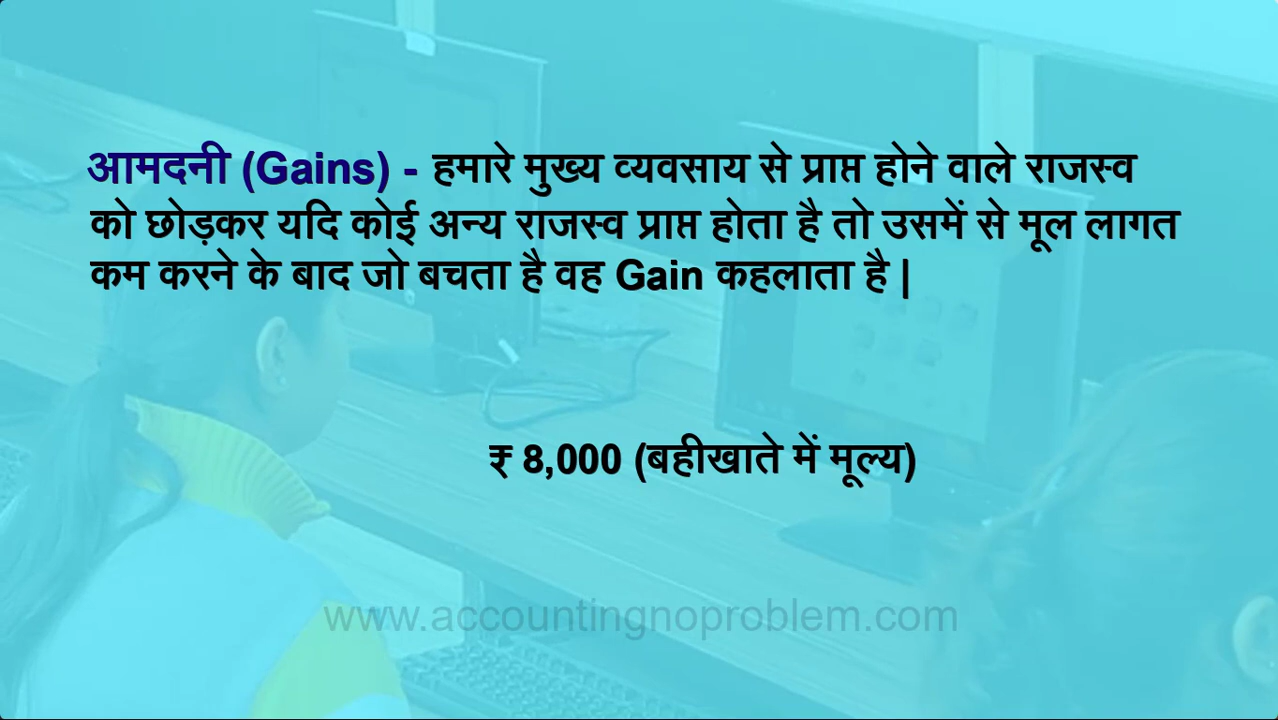 आमदनी (Gains) - हमारे मुख्य व्यवसाय से प्राप्त होने वाले राजस्व
को छोड़कर यदि कोई अन्य राजस्व प्राप्त होता है तो उसमें से मूल लागत
कम करने के बाद जो बचता है वह Gain कहलाता है |
₹ 8,000 (बहीखाते में मूल्य)
www.accountingnoproblem.com